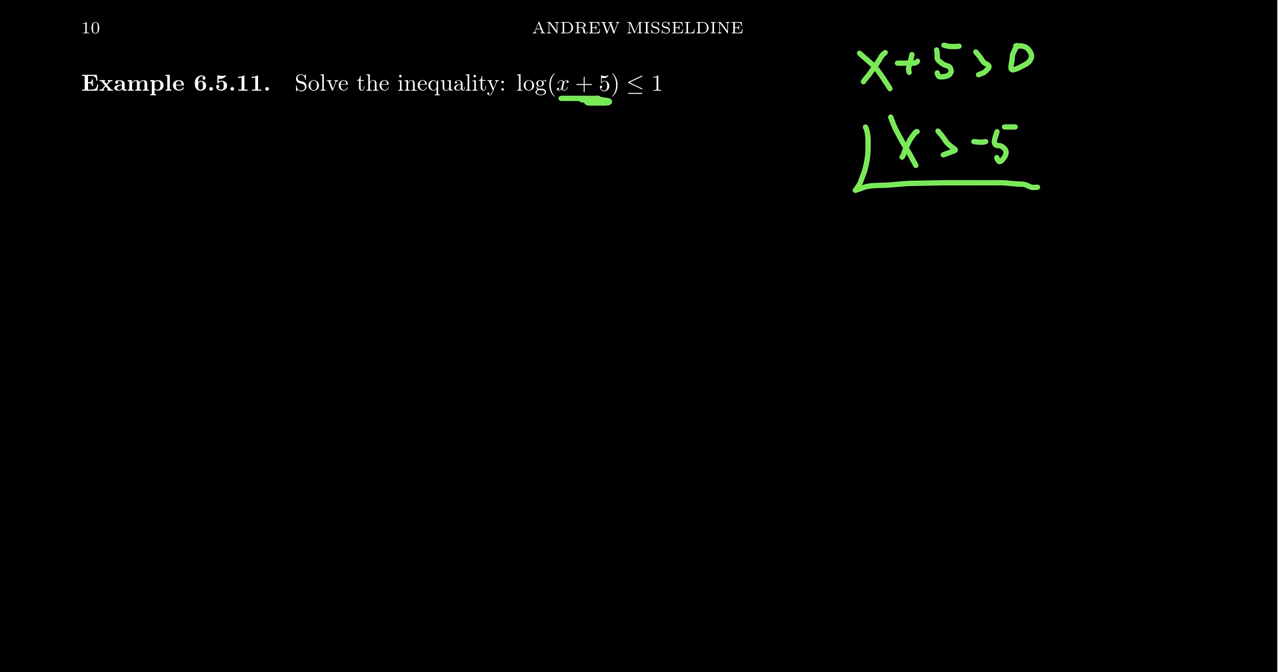 10 ANDREW MISSELDINE
Example 6.5.11. Solve the inequality: log(x + 5) ≤ 1
x + 5 > 0
x > -5